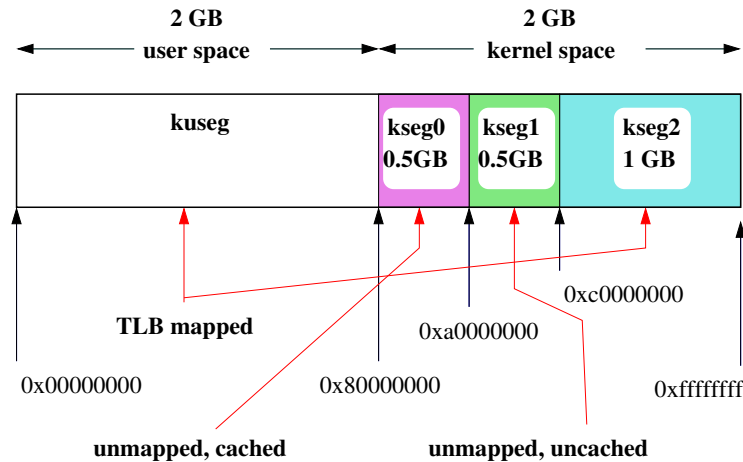 2 GB
user space
2 GB
kernel space
kuseg
kseg0
0.5GB
kseg1
0.5GB
kseg2
1 GB
0xc0000000
TLB mapped
0xa0000000
0x00000000
0x80000000
0xffffffff
unmapped, cached
unmapped, uncached